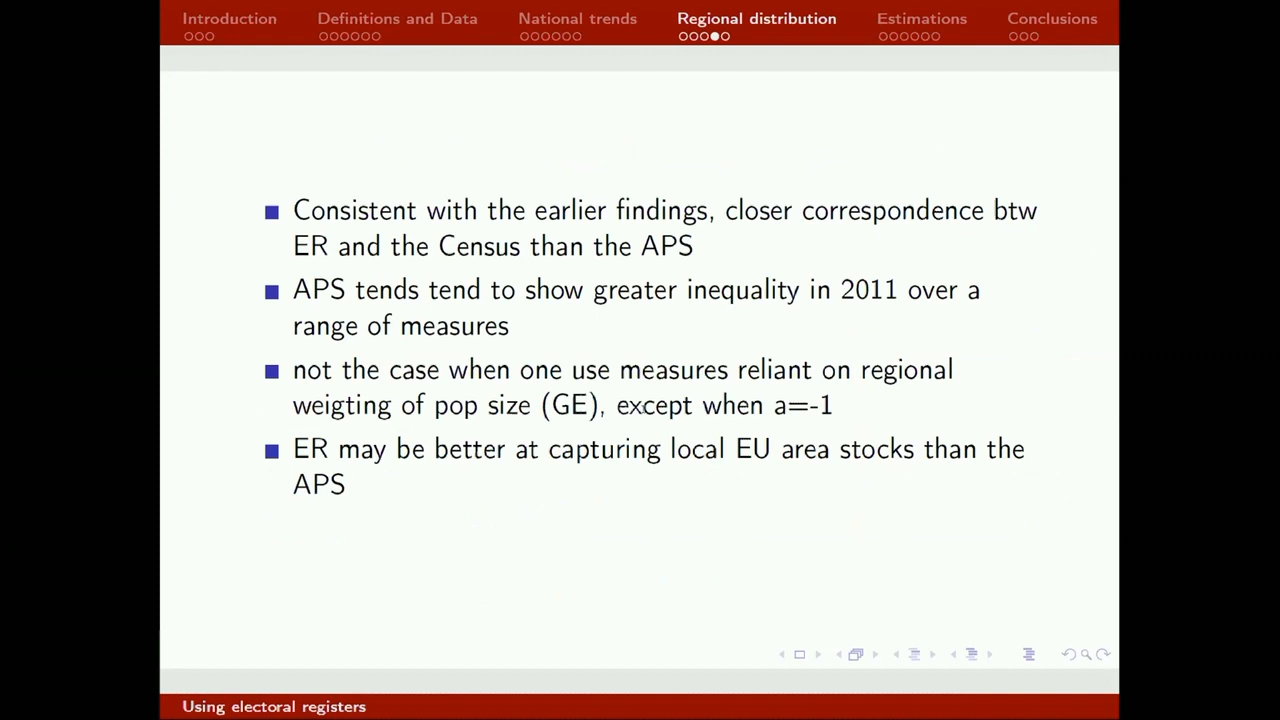 Introduction Definitions and Data National trends Regional distribution Estimations Conclusions
Consistent with the earlier findings, closer correspondence btw
ER and the Census than the APS
APS tends tend to show greater inequality in 2011 over a
range of measures
not the case when one use measures reliant on regional
weigting of pop size (GE), except when a=-1
ER may be better at capturing local EU area stocks than the
APS
Using electoral registers